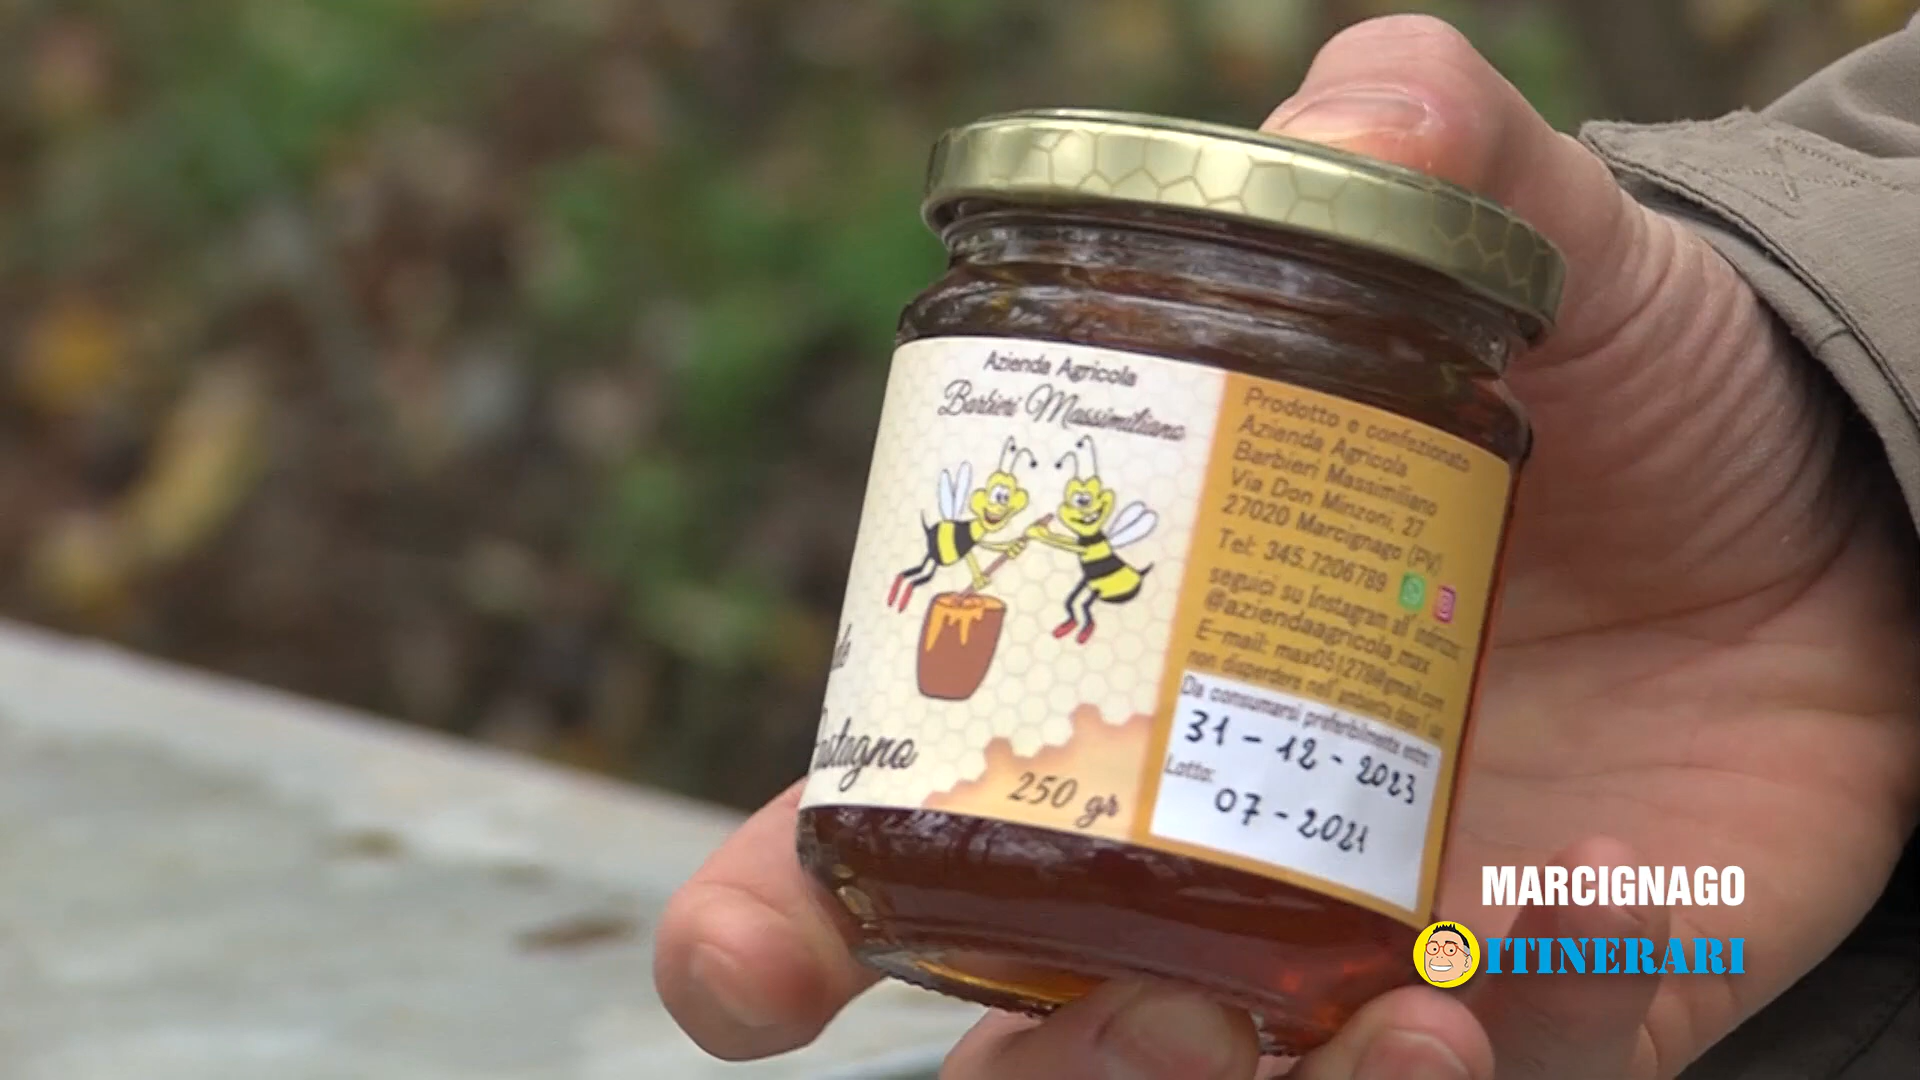 Azienda Agricola
Barbieri Massimiliano
Castagno
250 gr
Prodotto e confezionato
Azienda Agricola
Barbieri Massimiliano
Via Don Minzoni, 27
27020 Marcignago (PV)
Tel: 345.7206789
seguici su Instagram all' indirizzo:
@aziendaagricola_max
E-mail: max051278@gmail.com
non disperdere nell' ambiente dopo l' uso
Da consumarsi preferibilmente entro:
31-12-2023
Lotto:
07-2021
MARCIGNAGO
ITINERARI